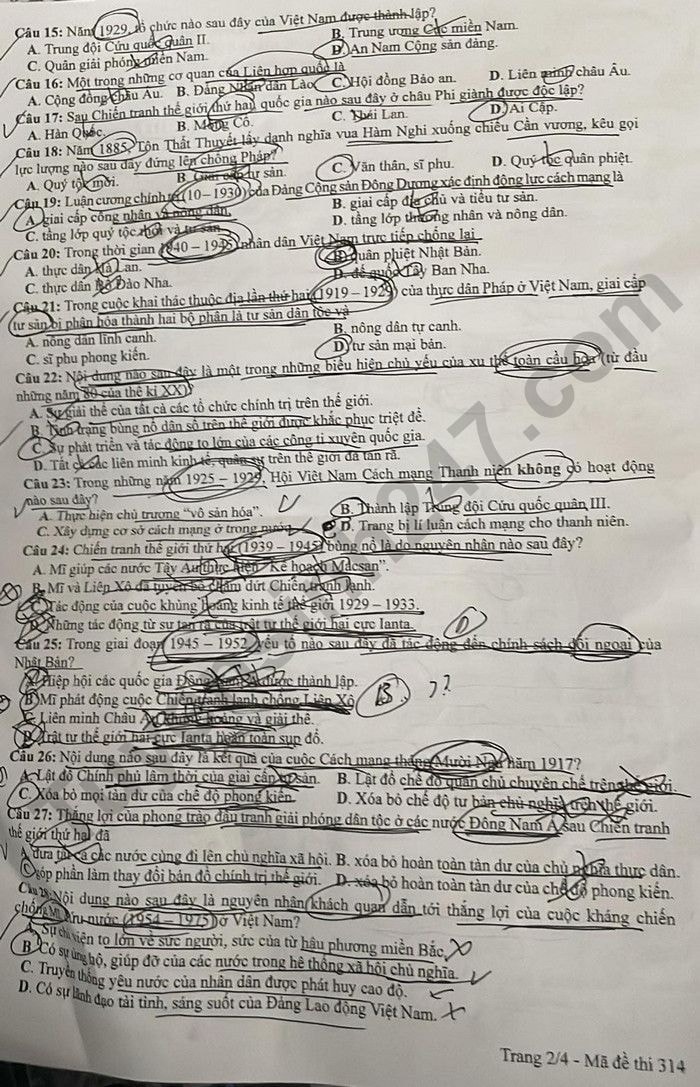 Câu 15: Năm 1929, tổ chức nào sau đây của Việt Nam được thành lập?
A. Trung đội Cứu quốc quân II. B. Trung ương Cục miền Nam.
C. Quân giải phóng miền Nam. D. An Nam Cộng sản đảng.
Câu 16: Một trong những cơ quan của Liên hợp quốc là
A. Cộng đồng châu Âu. B. Đảng Nhân dân Lào. C. Hội đồng Bảo an. D. Liên minh châu Âu.
Câu 17: Sau Chiến tranh thế giới thứ hai, quốc gia nào sau đây ở châu Phi giành được độc lập?
A. Hàn Quốc. B. Mông Cổ. C. Thái Lan. D. Ai Cập.
Câu 18: Năm 1885, Tôn Thất Thuyết lấy danh nghĩa vua Hàm Nghi xuống chiếu Cần vương, kêu gọi
lực lượng nào sau đây đứng lên chống Pháp?
A. Quý tộc mới. B. Giai cấp tư sản. C. Văn thân, sĩ phu. D. Quý tộc quân phiệt.
Câu 19: Luận cương chính trị (10 – 1930) của Đảng Cộng sản Đông Dương xác định động lực cách mạng là
A. giai cấp công nhân và nông dân. B. giai cấp địa chủ và tiểu tư sản.
C. tầng lớp quý tộc mới và tư sản. D. tầng lớp thương nhân và nông dân.
Câu 20: Trong thời gian 1940 – 1945, nhân dân Việt Nam trực tiếp chống lại
A. thực dân Hà Lan. B. quân phiệt Nhật Bản.
C. thực dân Bồ Đào Nha. D. đế quốc Tây Ban Nha.
Câu 21: Trong cuộc khai thác thuộc địa lần thứ hai (1919 – 1929) của thực dân Pháp ở Việt Nam, giai cấp
tư sản bị phân hóa thành hai bộ phận là tư sản dân tộc và
A. nông dân lĩnh canh. B. nông dân tự canh.
C. sĩ phu phong kiến. D. tư sản mại bản.
Câu 22: Nội dung nào sau đây là một trong những biểu hiện chủ yếu của xu thế toàn cầu hóa (từ đầu
những năm 80 của thế kỉ XX)?
A. Sự giải thể của tất cả các tổ chức chính trị trên thế giới.
B. Tình trạng bùng nổ dân số trên thế giới được khắc phục triệt để.
C. Sự phát triển và tác động to lớn của các công ti xuyên quốc gia.
D. Tất cả các liên minh kinh tế, quân sự trên thế giới đã tan rã.
Câu 23: Trong những năm 1925 – 1929, Hội Việt Nam Cách mạng Thanh niên không có hoạt động
nào sau đây?
A. Thực hiện chủ trương “vô sản hóa”. B. Thành lập Trung đội Cứu quốc quân III.
C. Xây dựng cơ sở cách mạng ở trong nước. D. Trang bị lí luận cách mạng cho thanh niên.
Câu 24: Chiến tranh thế giới thứ hai (1939 – 1945) bùng nổ là do nguyên nhân nào sau đây?
A. Mĩ giúp các nước Tây Âu thực hiện “Kế hoạch Mácsan”.
B. Mĩ và Liên Xô đã tuyên bố chấm dứt Chiến tranh lạnh.
C. Tác động của cuộc khủng hoảng kinh tế thế giới 1929 – 1933.
D. Những tác động từ sự tan rã của trật tự thế giới hai cực Ianta. D
Câu 25: Trong giai đoạn 1945 – 1952, yếu tố nào sau đây đã tác động đến chính sách đối ngoại của
Nhật Bản?
A. Hiệp hội các quốc gia Đông Nam Á được thành lập.
B. Mĩ phát động cuộc Chiến tranh lạnh chống Liên Xô. B. ??
C. Liên minh Châu Âu khủng hoảng và giải thể.
D. Trật tự thế giới hai cực Ianta hoàn toàn sụp đổ.
Câu 26: Nội dung nào sau đây là kết quả của cuộc Cách mạng tháng Mười Nga năm 1917?
A. Lật đổ Chính phủ lâm thời của giai cấp tư sản. B. Lật đổ chế độ quân chủ chuyên chế trên thế giới.
C. Xóa bỏ mọi tàn dư của chế độ phong kiến. D. Xóa bỏ chế độ tư bản chủ nghĩa trên thế giới.
Câu 27: Thắng lợi của phong trào đấu tranh giải phóng dân tộc ở các nước Đông Nam Á sau Chiến tranh
thế giới thứ hai đã
A. đưa tất cả các nước cùng đi lên chủ nghĩa xã hội. B. xóa bỏ hoàn toàn tàn dư của chủ nghĩa thực dân.
C. góp phần làm thay đổi bản đồ chính trị thế giới. D. xóa bỏ hoàn toàn tàn dư của chế độ phong kiến.
Câu 28: Nội dung nào sau đây là nguyên nhân khách quan dẫn tới thắng lợi của cuộc kháng chiến
chống Mĩ, cứu nước (1954 – 1975) ở Việt Nam?
A. Sự chi viện to lớn về sức người, sức của từ hậu phương miền Bắc.
B. Có sự ủng hộ, giúp đỡ của các nước trong hệ thống xã hội chủ nghĩa.
C. Truyền thống yêu nước của nhân dân được phát huy cao độ.
D. Có sự lãnh đạo tài tình, sáng suốt của Đảng Lao động Việt Nam.
Trang 2/4 - Mã đề thi 314